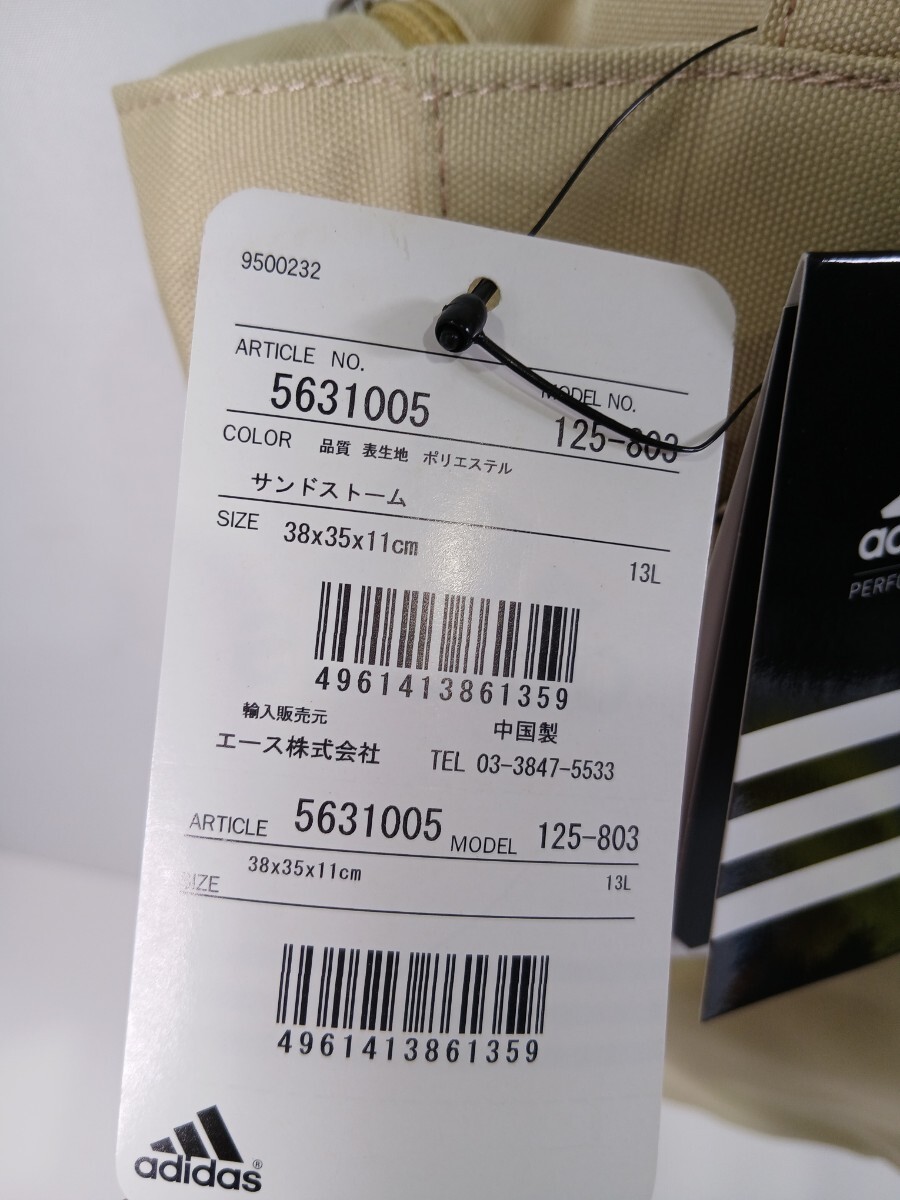 9500232
ARTICLE NO.
MODEL NO.
5631005
125-803
COLOR 品質 表生地 ポリエステル
サンドストーム
SIZE 38x35x11cm
13L
4961413861359
輸入販売元
中国製
エース株式会社
TEL 03-3847-5533
ARTICLE 5631005 MODEL 125-803
SIZE 38x35x11cm 13L
4961413861359
adidas®